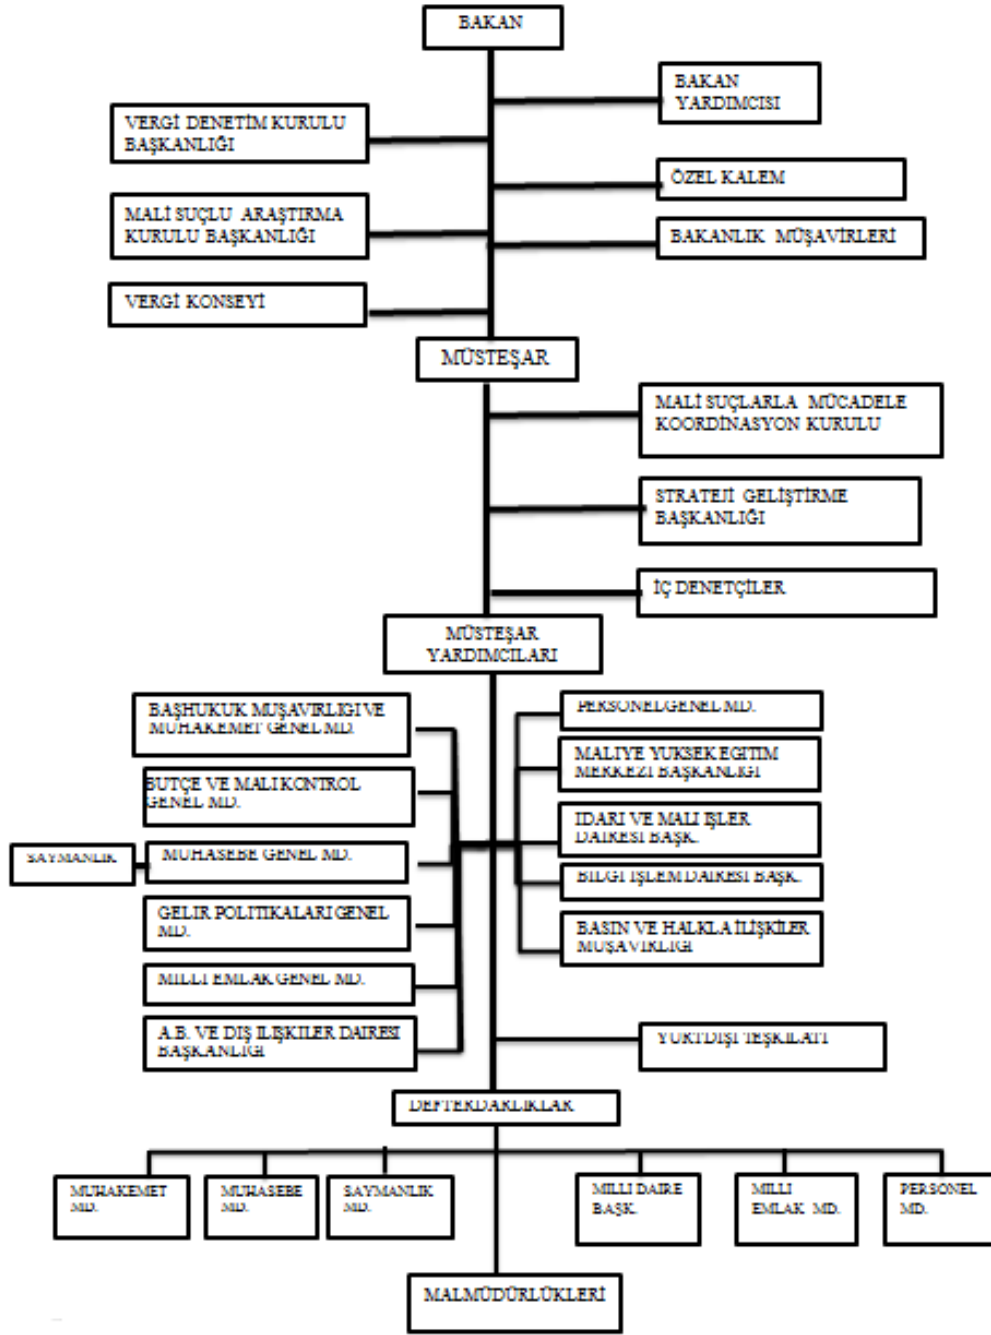 BAKAN
BAKAN
YARDIMCISI
VERGİ DENETİM KURULU
BAŞKANLIĞI
ÖZEL KALEM
MALİ SUÇLU ARAŞTIRMA
KURULU BAŞKANLIĞI
BAKANLIK MÜŞAVİRLERİ
VERGİ KONSEYİ
MÜSTEŞAR
MALİ SUÇLARLA MÜCADELE
KOORDİNASYON KURULU
STRATEJİ GELİŞTİRME
BAŞKANLIĞI
İÇ DENETÇİLER
MÜSTEŞAR
YARDIMCILARI
BAŞHUKUK MÜŞAVİRLİĞİ VE
MUHAKEMET GENEL MD.
BÜTÇE VE MALİ KONTROL
GENEL MD.
SAYMANLIK
MUHASEBE GENEL MD.
GELİR POLİTİKALARI GENEL
MD.
MİLLİ EMLAK GENEL MD.
A.B. VE DIŞ İLİŞKİLER DAİRESİ
BAŞKANLIĞI
PERSONEL GENEL MD.
MALİYE YÜKSEK EĞİTİM
MERKEZİ BAŞKANLIĞI
İDARİ VE MALİ İŞLER
DAİRESİ BAŞK.
BİLGİ İŞLEM DAİRESİ BAŞK.
BASIN VE HALKLA İLİŞKİLER
MÜŞAVİRLİĞİ
YURTDIŞI TEŞKİLATI
DEFTERDARLIKLAR
MUHAKEMET
MD.
MUHASEBE
MD.
SAYMANLIK
MD.
MİLLİ DAİRE
BAŞK.
MİLLİ
EMLAK MD.
PERSONEL
MD.
MALMÜDÜRLÜKLERİ